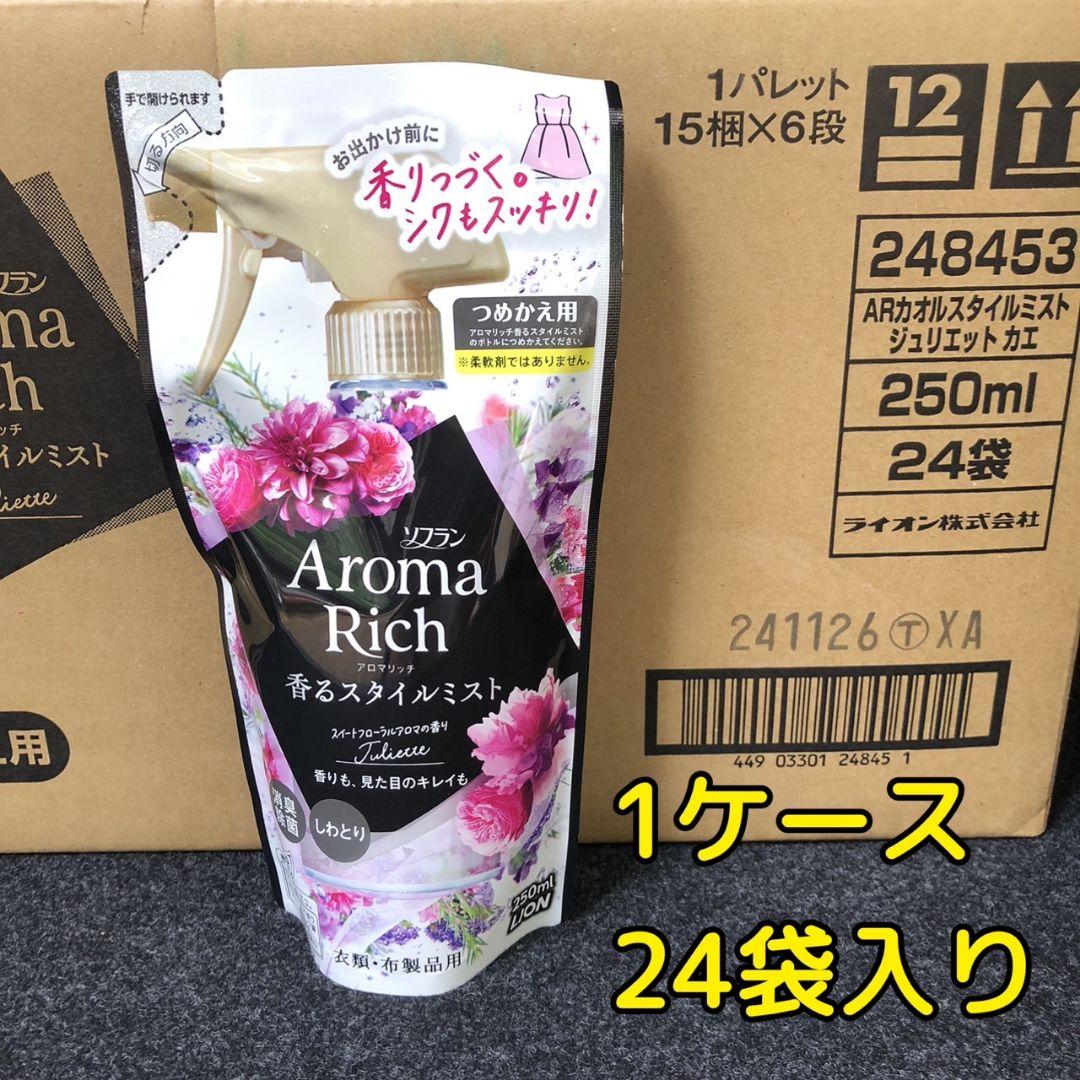 手で開けられます
切る方向
お出かけ前に
香りつづく。
シワもスッキリ!
つめかえ用
アロマリッチ香るスタイルミスト
のボトルにつめかえてください。
※柔軟剤ではありません。
ソフラン
Aroma
Rich
アロマリッチ
香るスタイルミスト
スイートフローラルアロマの香り
Juliette
香りも、見た目のキレイも
消臭
除菌
しわとり
250ml
LION
衣類・布製品用
フラン
ma
ch
ッチ
イルミスト
uliette
え用
1パレット
15梱×6段
12
248453
ARカオルスタイルミスト
ジュリエット カエ
250ml
24袋
ライオン株式会社
241126 T XA
449 03301 24845 1
1ケース
24袋入り